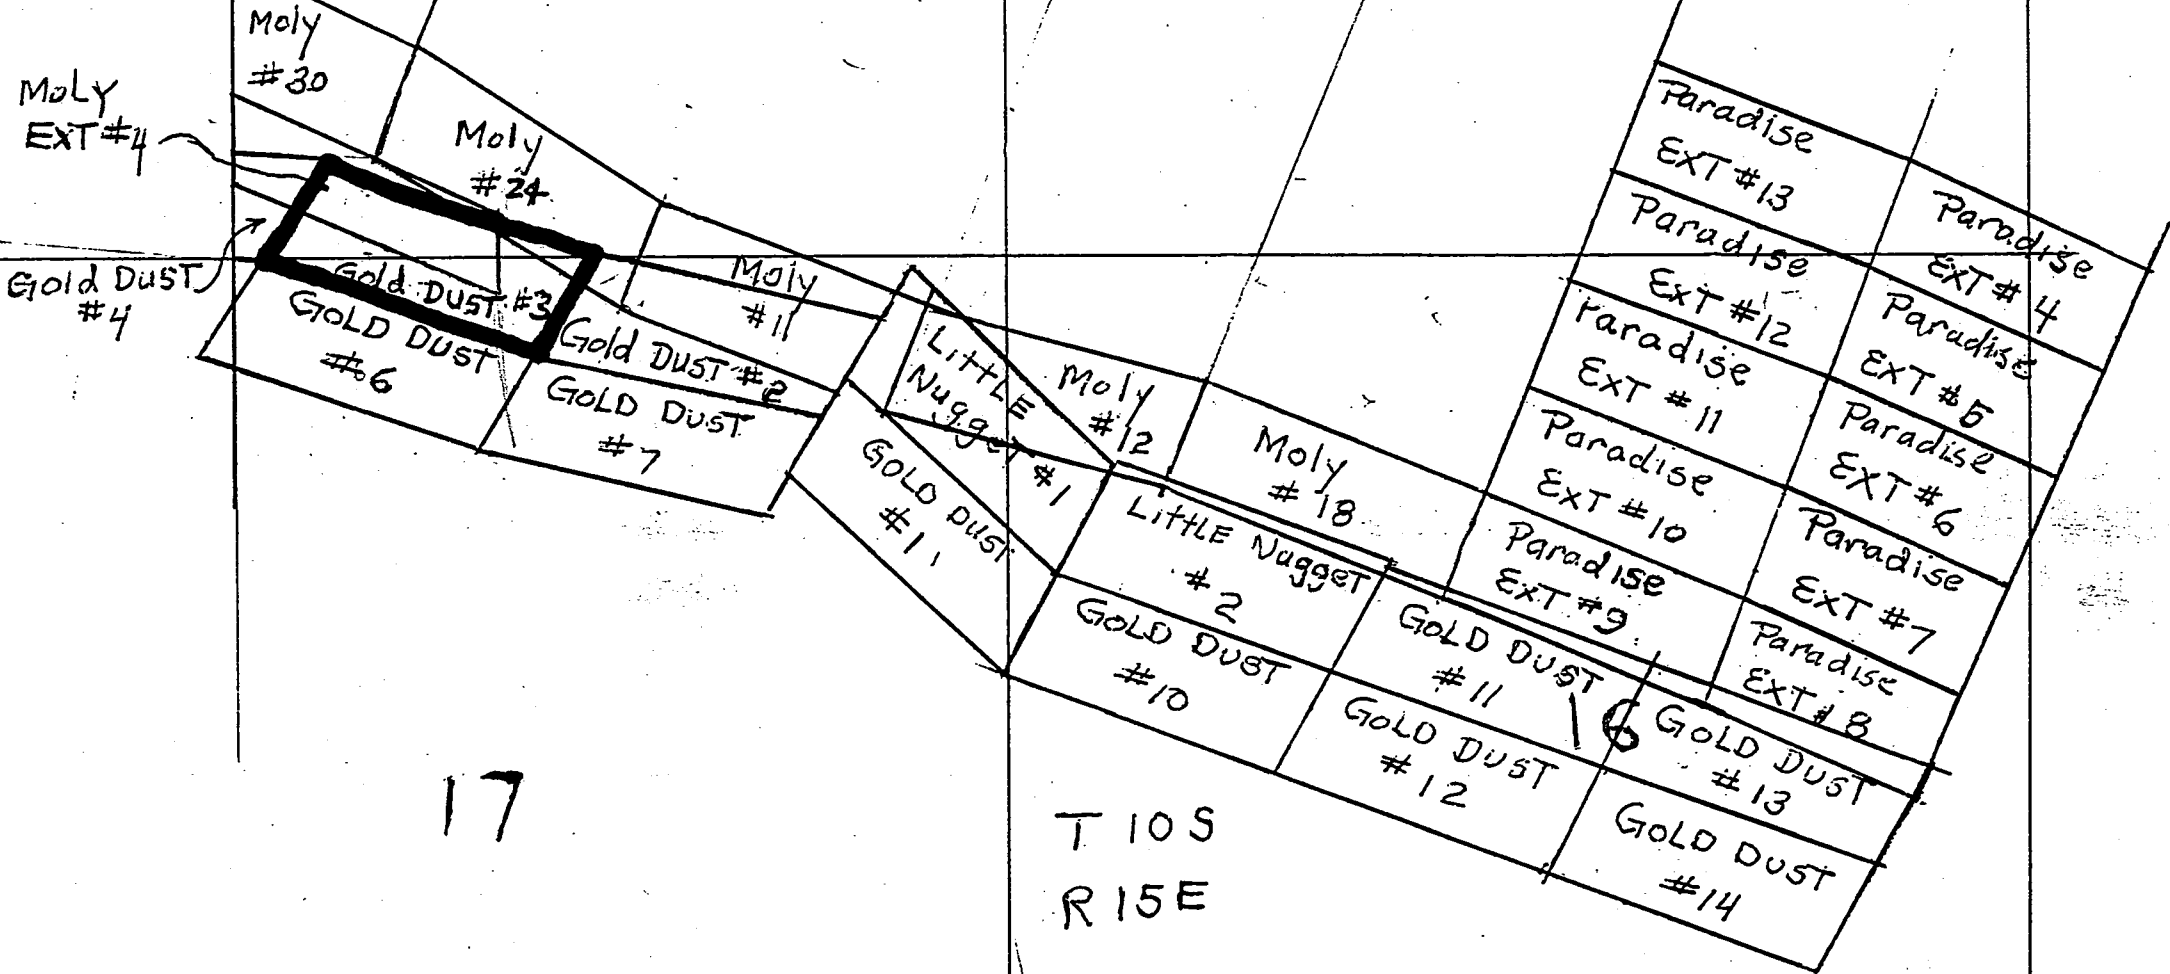 Moly
#30
MoLy
EXT #4
Moly
#24
Gold DusT
#4
Gold DUST #3
GoLD DUST
#6
Moly
#11
Gold DusT #2
GoLD DUST
#7
LiTTLE
NuggeT #1
GoLD DUST
#11
Moly
#12
Moly
#18
LiTTLE NuggeT
#2
GoLD DUST
#10
GoLD DUST
#11
GoLD DUST
#12
16
GoLD DUST
#13
GoLD DUST
#14
Paradise
EXT #13
Paradise
EXT #12
Paradise
EXT #11
Paradise
EXT #10
Paradise
EXT #9
Paradise
EXT #4
Paradise
EXT #5
Paradise
EXT #6
Paradise
EXT #7
Paradise
EXT #8
17
T 10 S
R 15 E